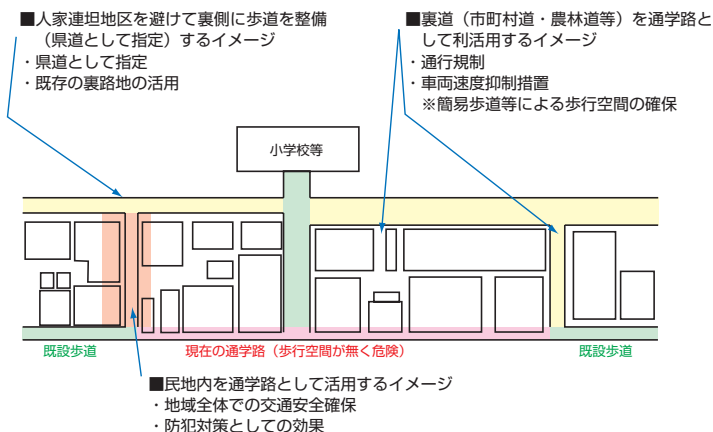 ■人家連坦地区を避けて裏側に歩道を整備
（県道として指定）するイメージ
・県道として指定
・既存の裏路地の活用
■裏道（市町村道・農林道等）を通学路と
して利活用するイメージ
・通行規制
・車両速度抑制措置
※簡易歩道等による歩行空間の確保
小学校等
既設歩道
現在の通学路（歩行空間が無く危険）
既設歩道
■民地内を通学路として活用するイメージ
・地域全体での交通安全確保
・防犯対策としての効果